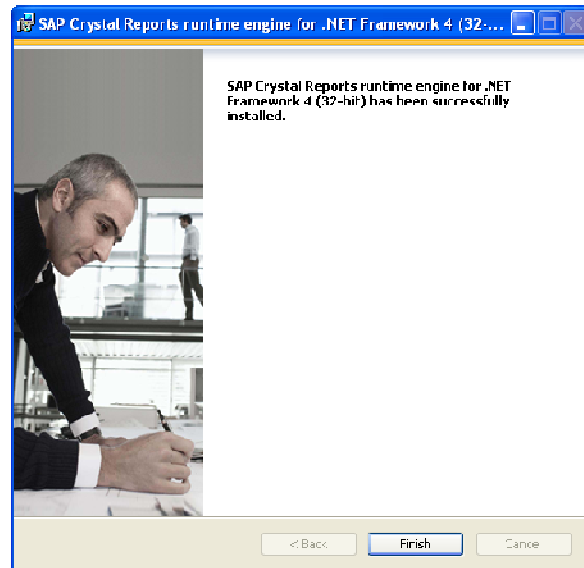 SAP Crystal Reports runtime engine for .NET Framework 4 (32-...
SAP Crystal Reports runtime engine for .NET
Framework 4 (32-bit) has been successfully
installed.
< Back
Finish
Cancel